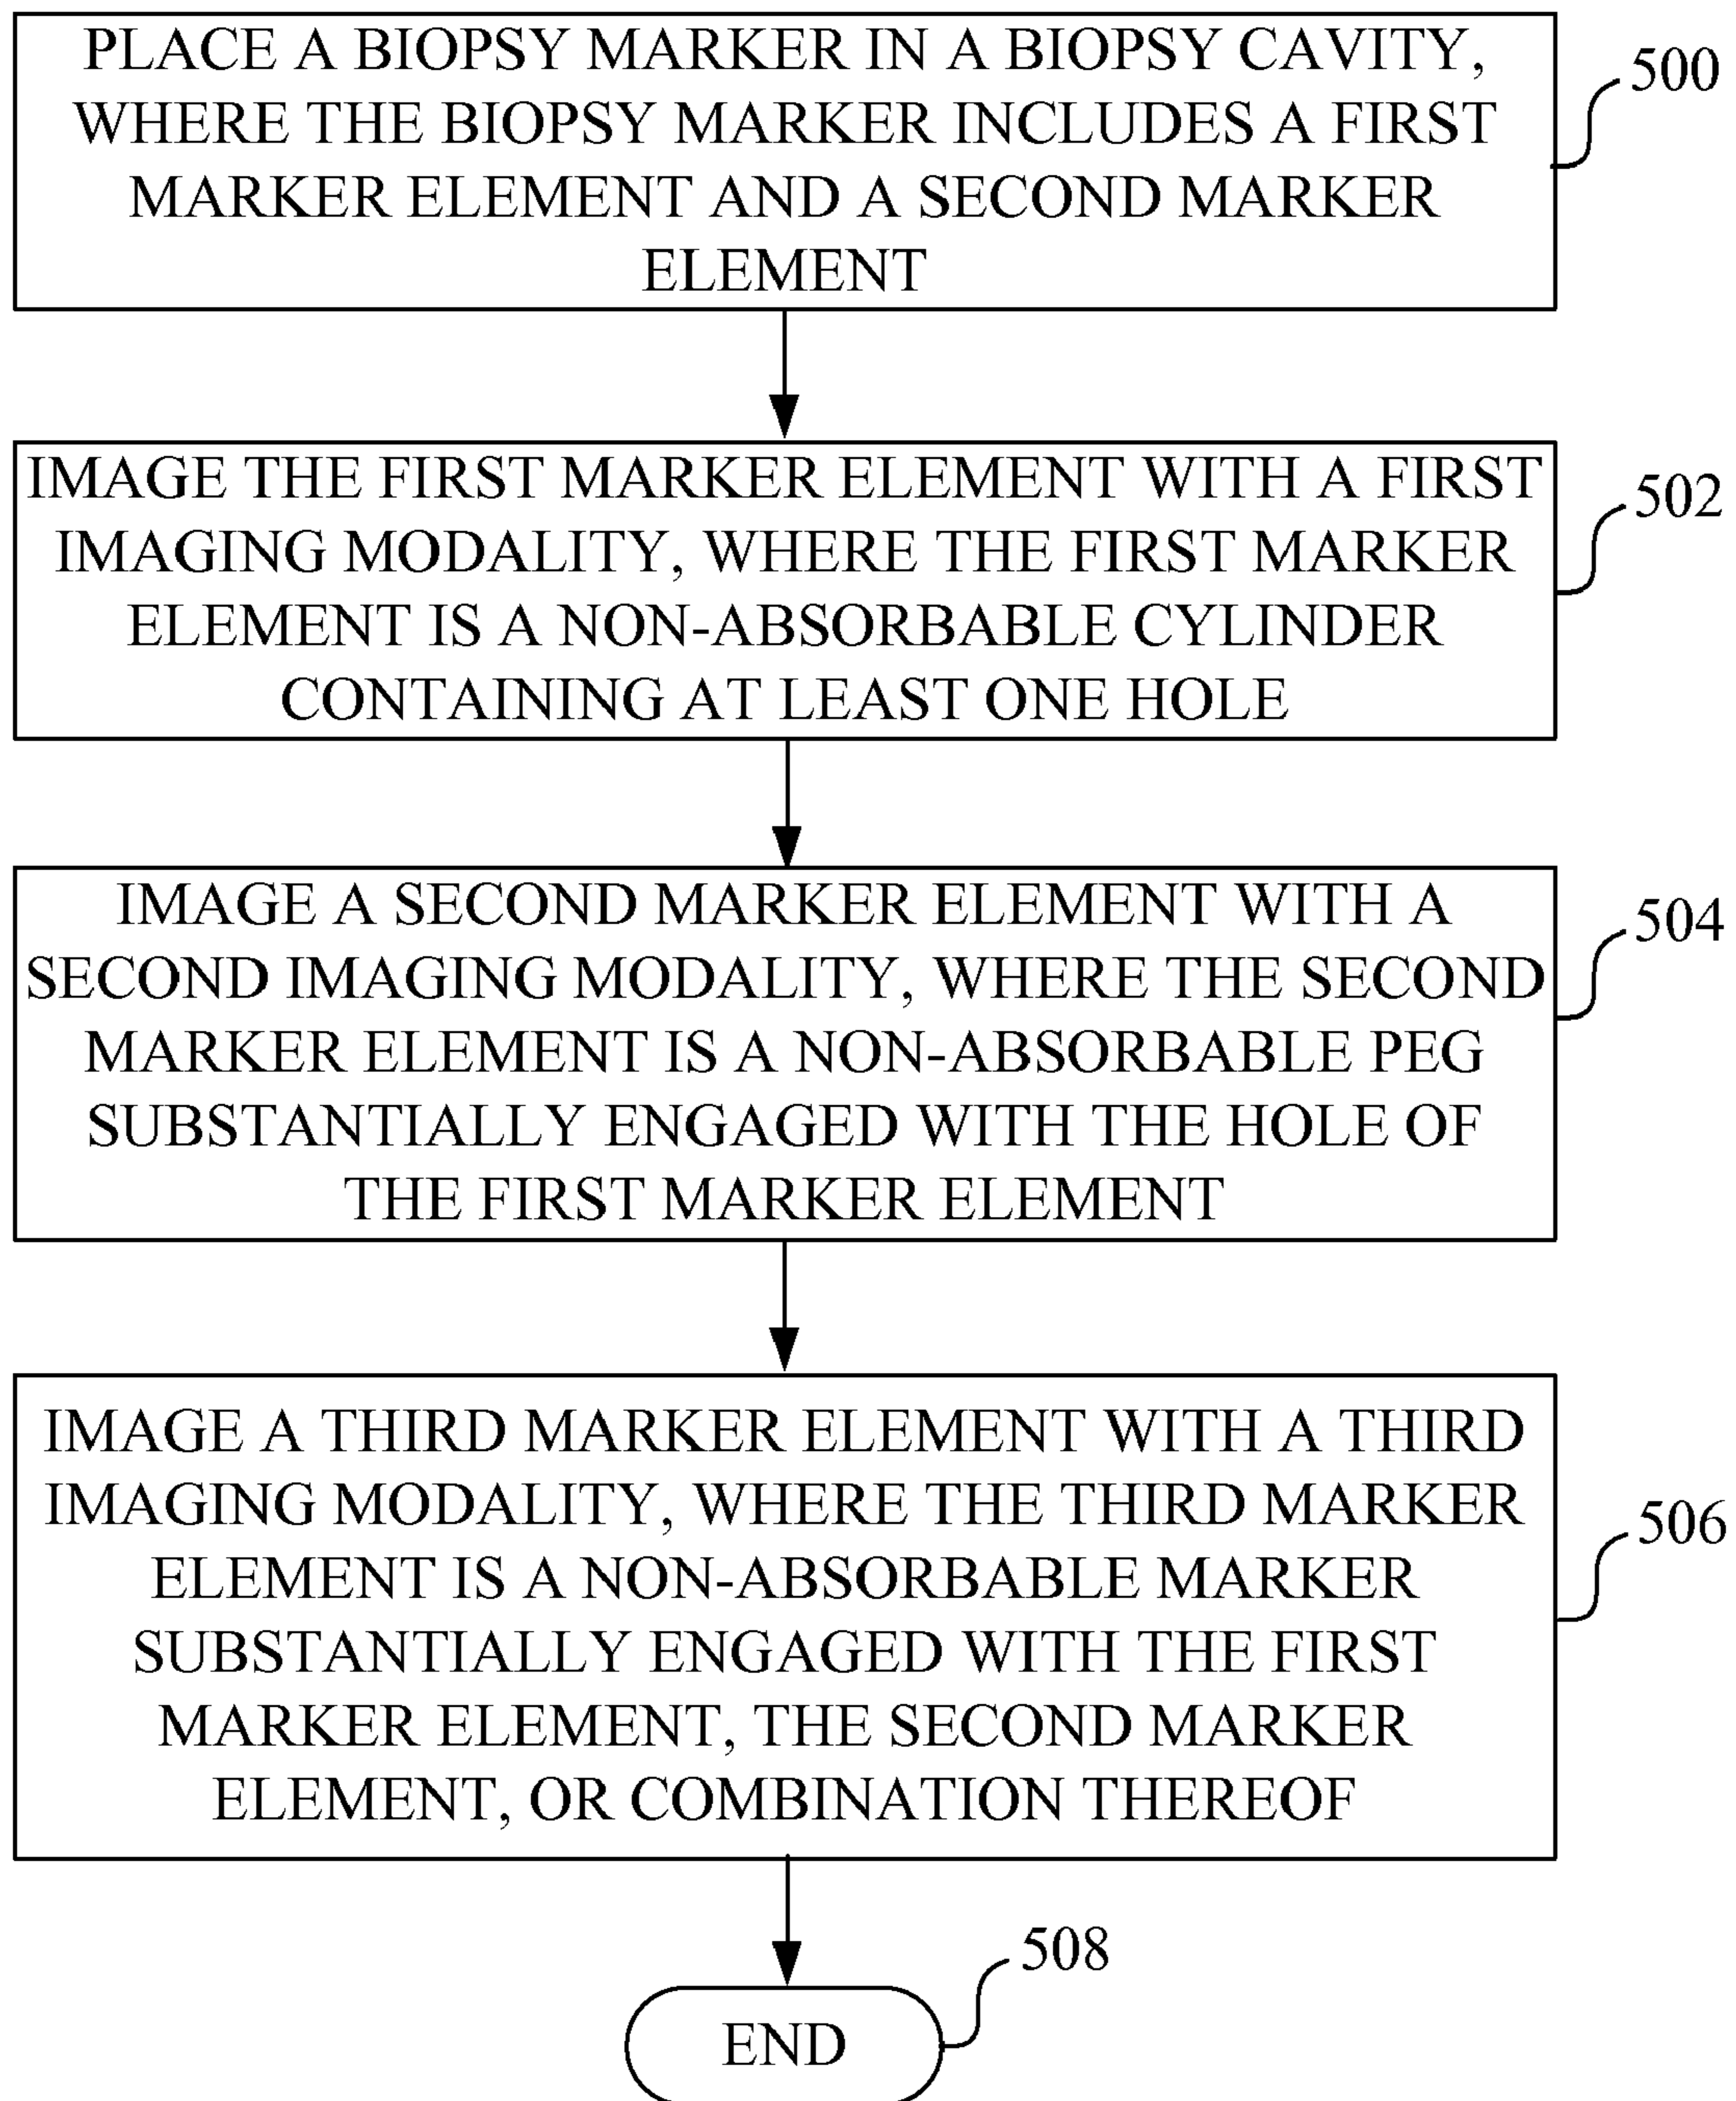 PLACE A BIOPSY MARKER IN A BIOPSY CAVITY,
WHERE THE BIOPSY MARKER INCLUDES A FIRST
MARKER ELEMENT AND A SECOND MARKER
ELEMENT
500
IMAGE THE FIRST MARKER ELEMENT WITH A FIRST
IMAGING MODALITY, WHERE THE FIRST MARKER
ELEMENT IS A NON-ABSORBABLE CYLINDER
CONTAINING AT LEAST ONE HOLE
502
IMAGE A SECOND MARKER ELEMENT WITH A
SECOND IMAGING MODALITY, WHERE THE SECOND
MARKER ELEMENT IS A NON-ABSORBABLE PEG
SUBSTANTIALLY ENGAGED WITH THE HOLE OF
THE FIRST MARKER ELEMENT
504
IMAGE A THIRD MARKER ELEMENT WITH A THIRD
IMAGING MODALITY, WHERE THE THIRD MARKER
ELEMENT IS A NON-ABSORBABLE MARKER
SUBSTANTIALLY ENGAGED WITH THE FIRST
MARKER ELEMENT, THE SECOND MARKER
ELEMENT, OR COMBINATION THEREOF
506
END
508